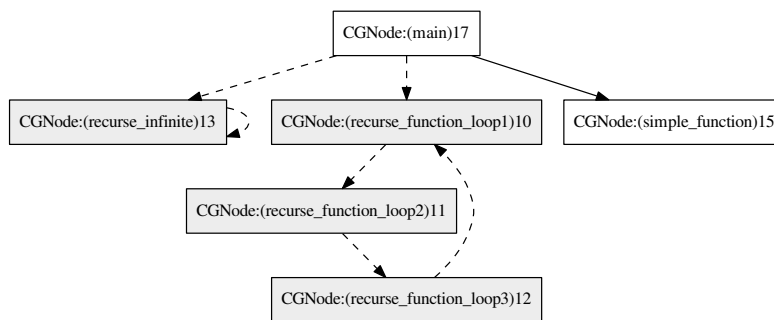 CGNode:(main)17
CGNode:(recurse_infinite)13
CGNode:(recurse_function_loop1)10
CGNode:(simple_function)15
CGNode:(recurse_function_loop2)11
CGNode:(recurse_function_loop3)12